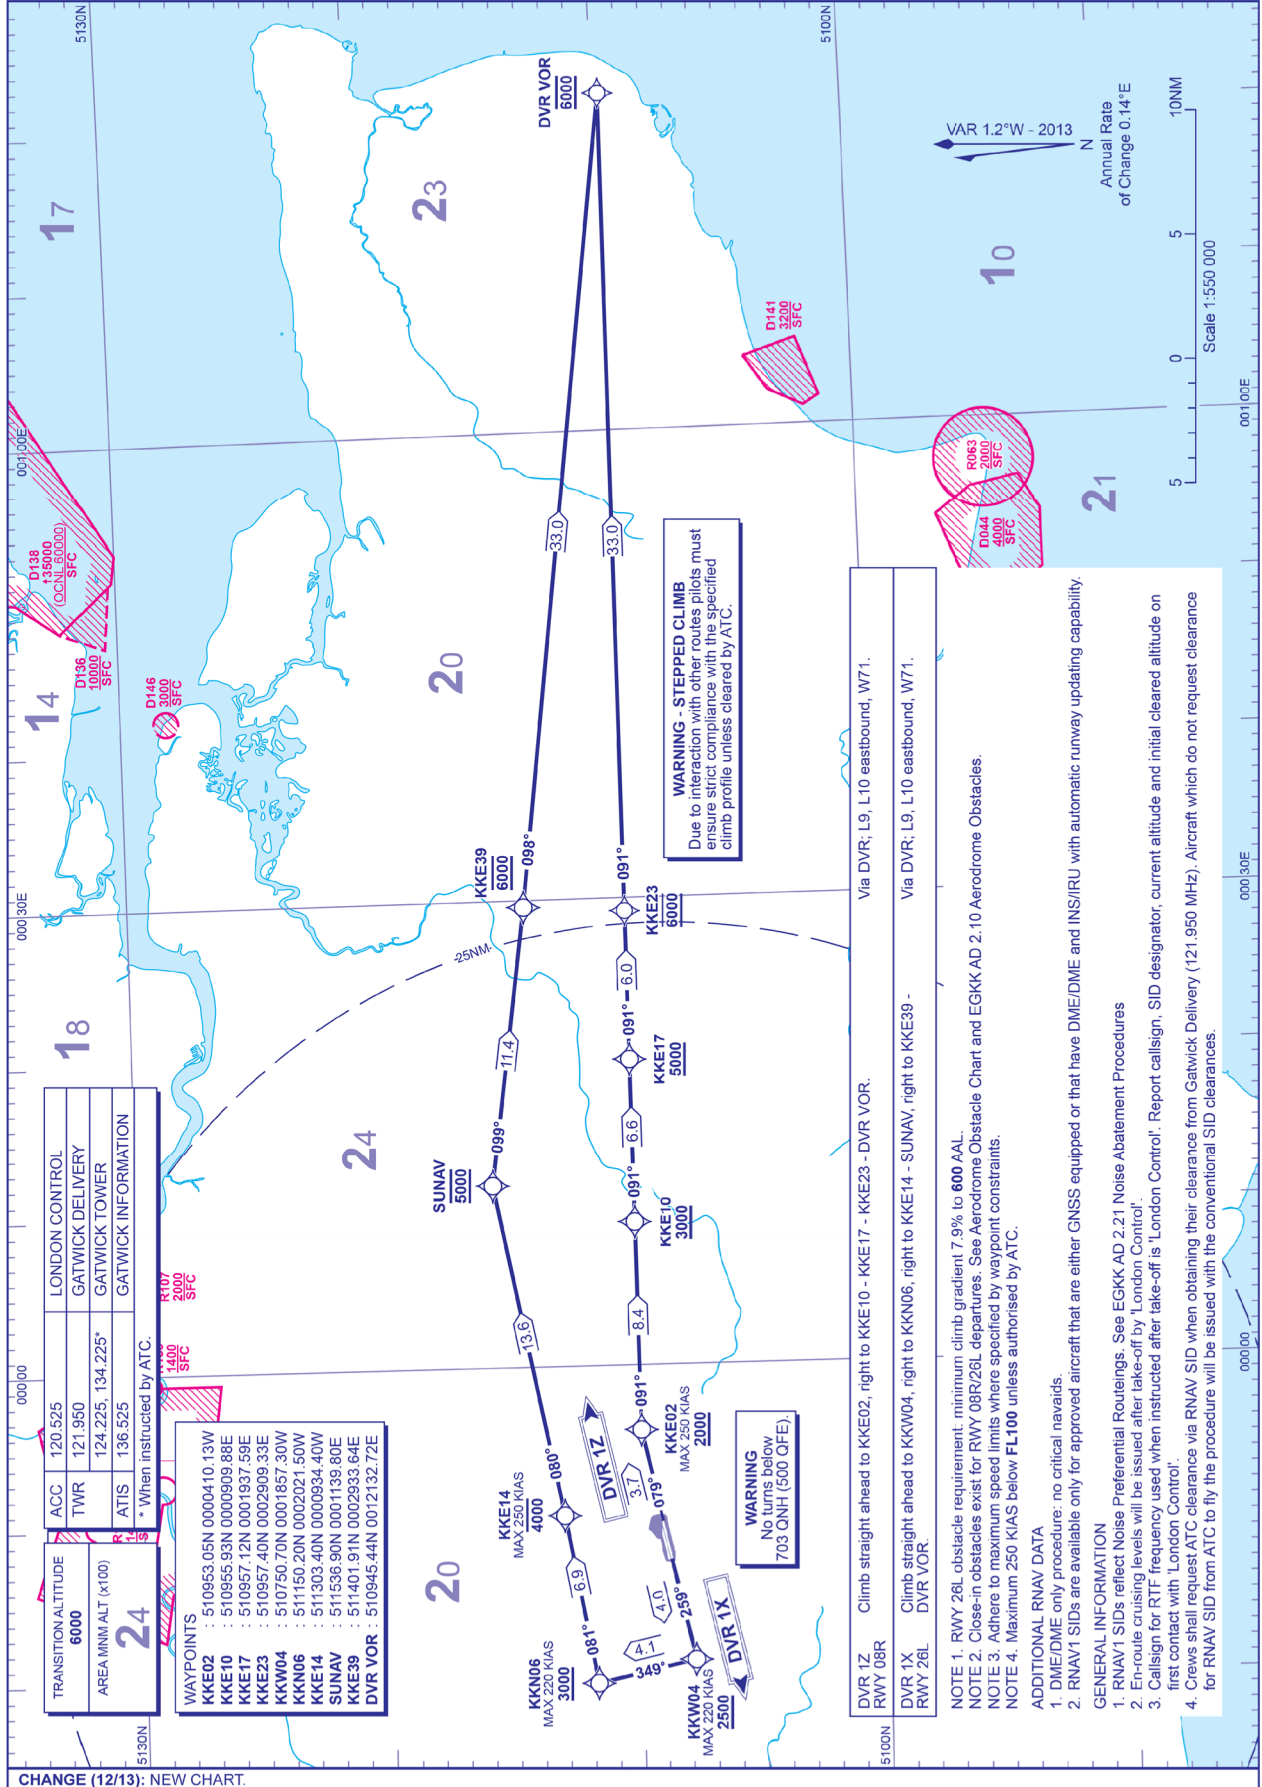 TRANSITION ALTITUDE
6000
AREA MNM ALT (x100)
24
ACC 120.525 LONDON CONTROL
TWR 121.950 GATWICK DELIVERY
124.225, 134.225* GATWICK TOWER
ATIS 136.525 GATWICK INFORMATION
* When instructed by ATC.
WAYPOINTS
KKE02 : 510953.05N 0000410.13W
KKE10 : 510955.93N 0000909.88E
KKE17 : 510957.12N 0001937.59E
KKE23 : 510957.40N 0002909.33E
KKW04 : 510750.70N 0001857.30W
KKN06 : 511150.20N 0002021.50W
KKE14 : 511303.40N 0000934.40W
SUNAV : 511536.90N 0001139.80E
KKE39 : 511401.91N 0002933.64E
DVR VOR : 510945.44N 0012132.72E
5130N
00000
00030E
00100E
5130N
18
14
17
1400
SFC
R107
2000
SFC
D136
10000
SFC
D138
↑35000
(OCNL 60000)
SFC
D146
3000
SFC
24
20
23
20
25NM
KKN06
MAX 220 KIAS
3000
081°
6.9
KKE14
MAX 250 KIAS
4000
080°
13.6
SUNAV
5000
099°
11.4
KKE39
6000
098°
33.0
DVR VOR
6000
KKW04
MAX 220 KIAS
2500
349°
4.1
259°
4.0
DVR 1X
DVR 1Z
3.7
079°
KKE02
MAX 250 KIAS
2000
091°
8.4
KKE10
3000
091°
6.6
KKE17
5000
091°
6.0
KKE23
6000
091°
33.0
WARNING
No turns below
703 QNH (500 QFE).
WARNING - STEPPED CLIMB
Due to interaction with other routes pilots must
ensure strict compliance with the specified
climb profile unless cleared by ATC.
D141
3200
SFC
R063
2000
SFC
D044
4000
SFC
21
10
VAR 1.2°W - 2013
N
Annual Rate
of Change 0.14°E
5 0 5 10NM
Scale 1:550 000
5100N
5100N
000000
00030E
00100E
DVR 1Z Climb straight ahead to KKE02, right to KKE10 - KKE17 - KKE23 - DVR VOR. Via DVR; L9, L10 eastbound, W71.
RWY 08R
DVR 1X Climb straight ahead to KKW04, right to KKN06, right to KKE14 - SUNAV, right to KKE39 - Via DVR; L9, L10 eastbound, W71.
RWY 26L DVR VOR.
NOTE 1. RWY 26L obstacle requirement: minimum climb gradient 7.9% to 600 AAL.
NOTE 2. Close-in obstacles exist for RWY 08R/26L departures. See Aerodrome Obstacle Chart and EGKK AD 2.10 Aerodrome Obstacles.
NOTE 3. Adhere to maximum speed limits where specified by waypoint constraints.
NOTE 4. Maximum 250 KIAS below FL100 unless authorised by ATC.
ADDITIONAL RNAV DATA
1. DME/DME only procedure: no critical navaids.
2. RNAV1 SIDs are available only for approved aircraft that are either GNSS equipped or that have DME/DME and INS/IRU with automatic runway updating capability.
GENERAL INFORMATION
1. RNAV1 SIDs reflect Noise Preferential Routeings. See EGKK AD 2.21 Noise Abatement Procedures
2. En-route cruising levels will be issued after take-off by 'London Control'.
3. Callsign for RTF frequency used when instructed after take-off is 'London Control'. Report callsign, SID designator, current altitude and initial cleared altitude on
first contact with 'London Control'.
4. Crews shall request ATC clearance via RNAV SID when obtaining their clearance from Gatwick Delivery (121.950 MHz). Aircraft which do not request clearance
for RNAV SID from ATC to fly the procedure will be issued with the conventional SID clearances.
CHANGE (12/13): NEW CHART.